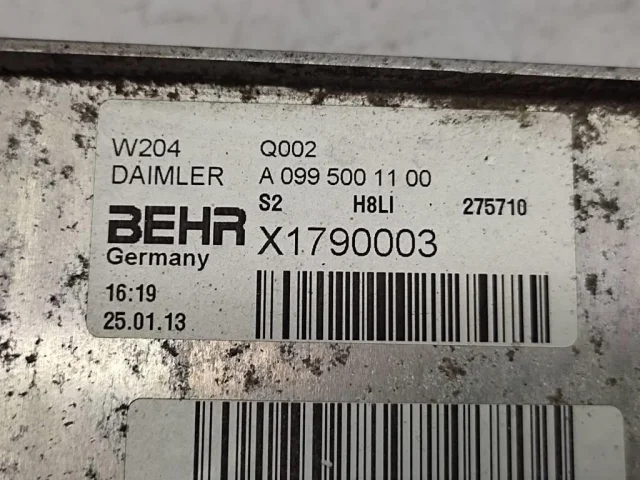 W204 Q002
DAIMLER A 099 500 11 00
S2 H8LI 275710
BEHR X1790003
Germany
16:19
25.01.13